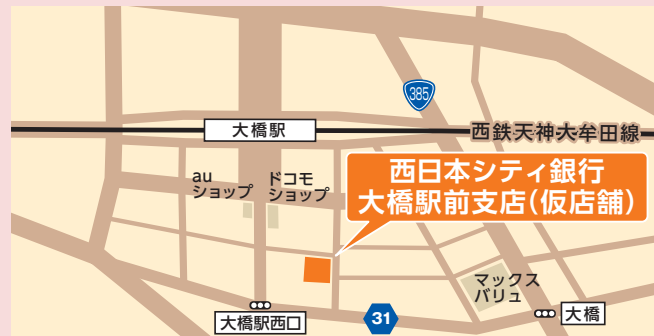 385
大橋駅
西鉄天神大牟田線
au
ショップ
ドコモ
ショップ
西日本シティ銀行
大橋駅前支店(仮店舗)
マックス
バリュ
大橋駅西口
31
大橋